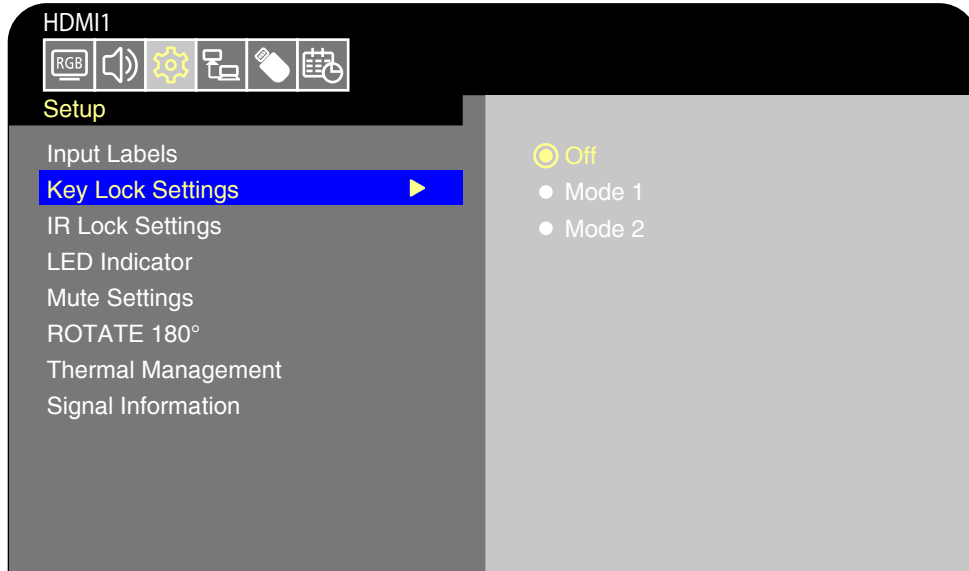 HDMI1
RGB
Setup
Input Labels
Key Lock Settings
IR Lock Settings
LED Indicator
Mute Settings
ROTATE 180°
Thermal Management
Signal Information
Off
Mode 1
Mode 2